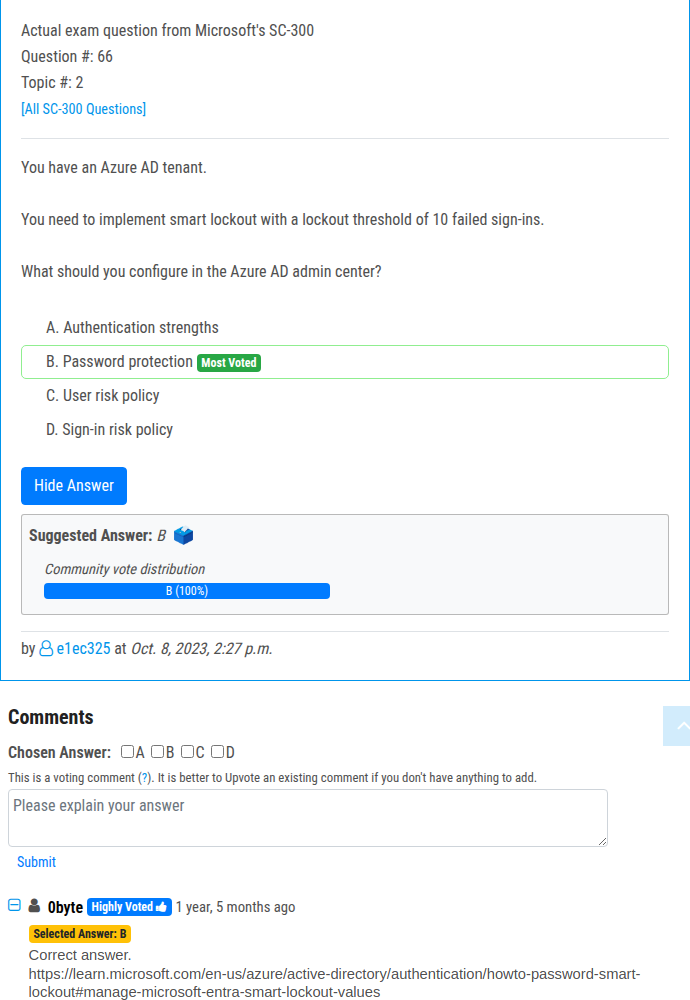 Actual exam question from Microsoft's SC-300
Question #: 66
Topic #: 2
[All SC-300 Questions]
You have an Azure AD tenant.
You need to implement smart lockout with a lockout threshold of 10 failed sign-ins.
What should you configure in the Azure AD admin center?
A. Authentication strengths
B. Password protection Most Voted
C. User risk policy
D. Sign-in risk policy
Hide Answer
Suggested Answer: B
Community vote distribution
B (100%)
by e1ec325 at Oct. 8, 2023, 2:27 p.m.
Comments
Chosen Answer: A B C D
This is a voting comment (?). It is better to Upvote an existing comment if you don't have anything to add.
Please explain your answer
Submit
0byte Highly Voted 1 year, 5 months ago
Selected Answer: B
Correct answer.
https://learn.microsoft.com/en-us/azure/active-directory/authentication/howto-password-smart-
lockout#manage-microsoft-entra-smart-lockout-values